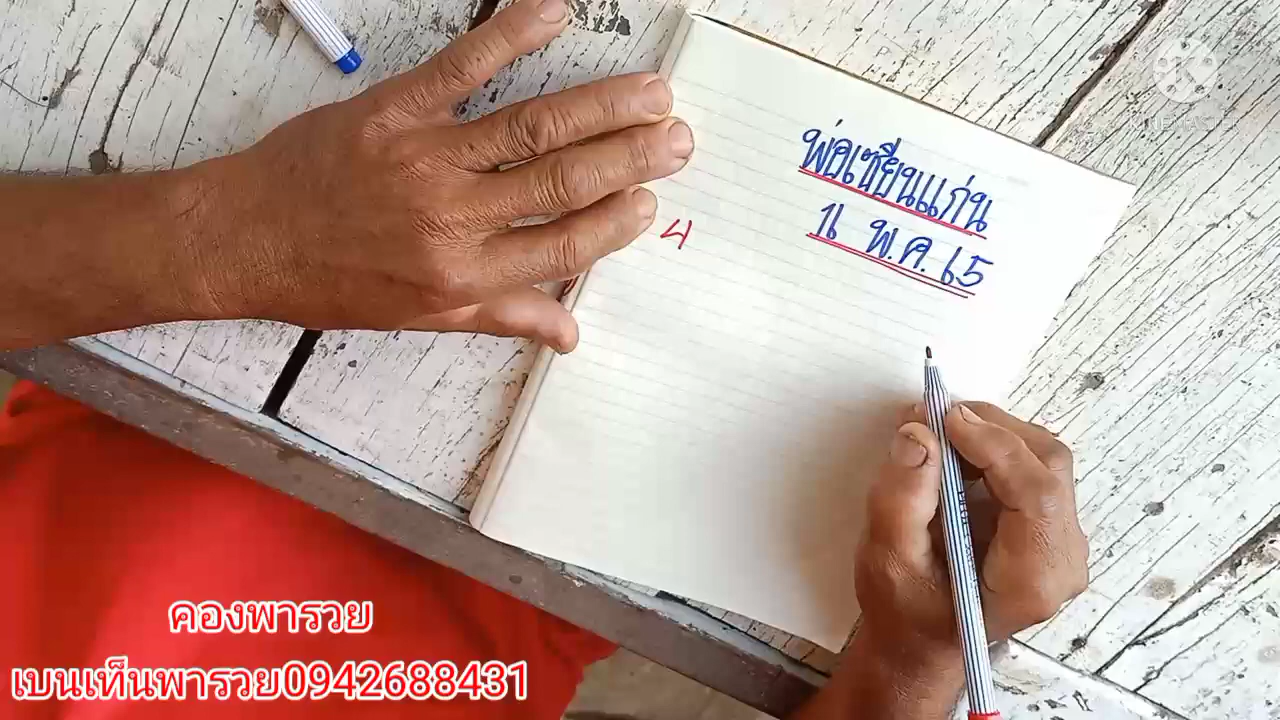 พ่อเซียนแก่น
16 พ.ค. 65
4
คองพารวย
เบนเท็นพารวย0942688431